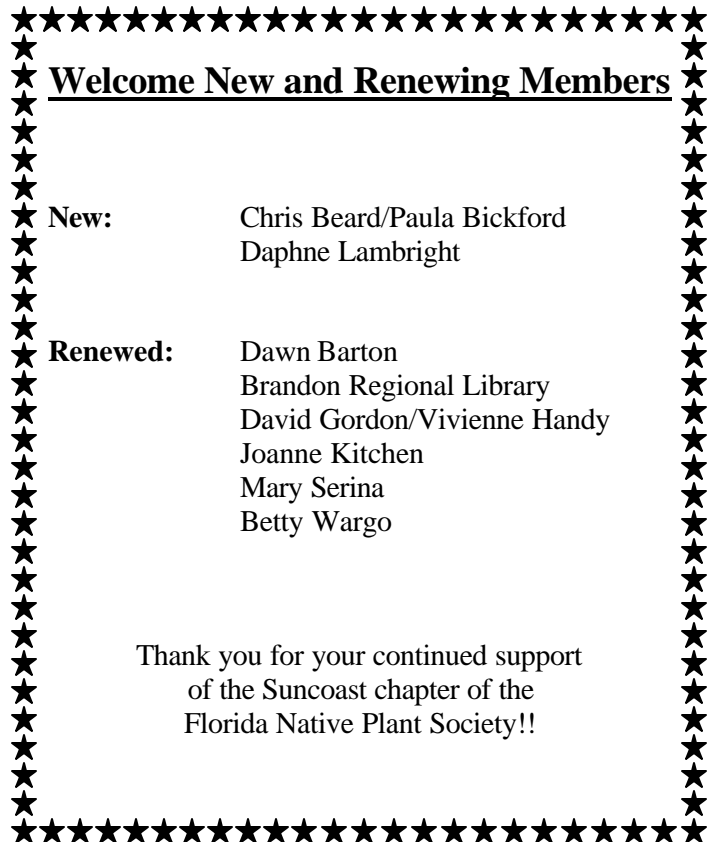 Welcome New and Renewing Members
New: Chris Beard/Paula Bickford
Daphne Lambright
Renewed: Dawn Barton
Brandon Regional Library
David Gordon/Vivienne Handy
Joanne Kitchen
Mary Serina
Betty Wargo
Thank you for your continued support
of the Suncoast chapter of the
Florida Native Plant Society!!